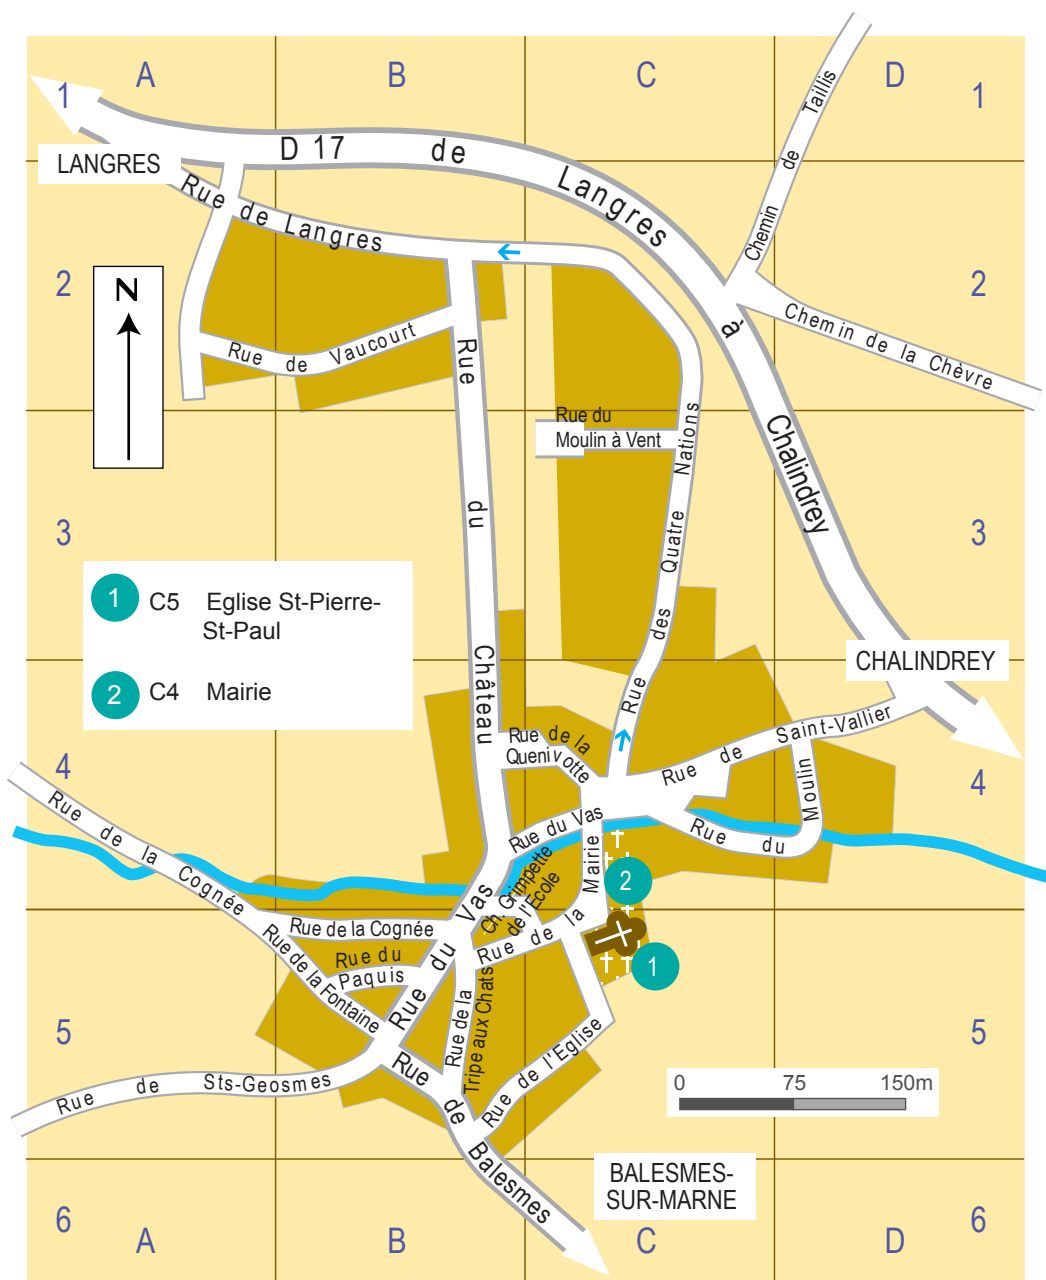 A
B
C
D
1
1
D 17 de Langres à Chalindrey
LANGRES
Chemin de Taillis
Rue de Langres
2
2
N
Chemin de la Chèvre
Rue de Vaucourt
Rue du Château
Rue du
Moulin à Vent
Rue des Quatre Nations
3
3
1 C5 Eglise St-Pierre-
St-Paul
2 C4 Mairie
CHALINDREY
Rue de la
Quenivotte
Rue de Saint-Vallier
4
4
Rue du Moulin
Rue de la Cognée
Rue du Vas
Ch. Grimpette
de l'Ecole
2
Rue de la Mairie
Rue de la Cognée
Rue du Vas
Rue du
Paquis
Rue de la Fontaine
1
5
5
Rue de la
Tripe aux Chats
Rue de l'Eglise
Rue de Sts-Geosmes
0 75 150m
Rue de Balesmes
BALESMES-
SUR-MARNE
6
6
A
B
C
D